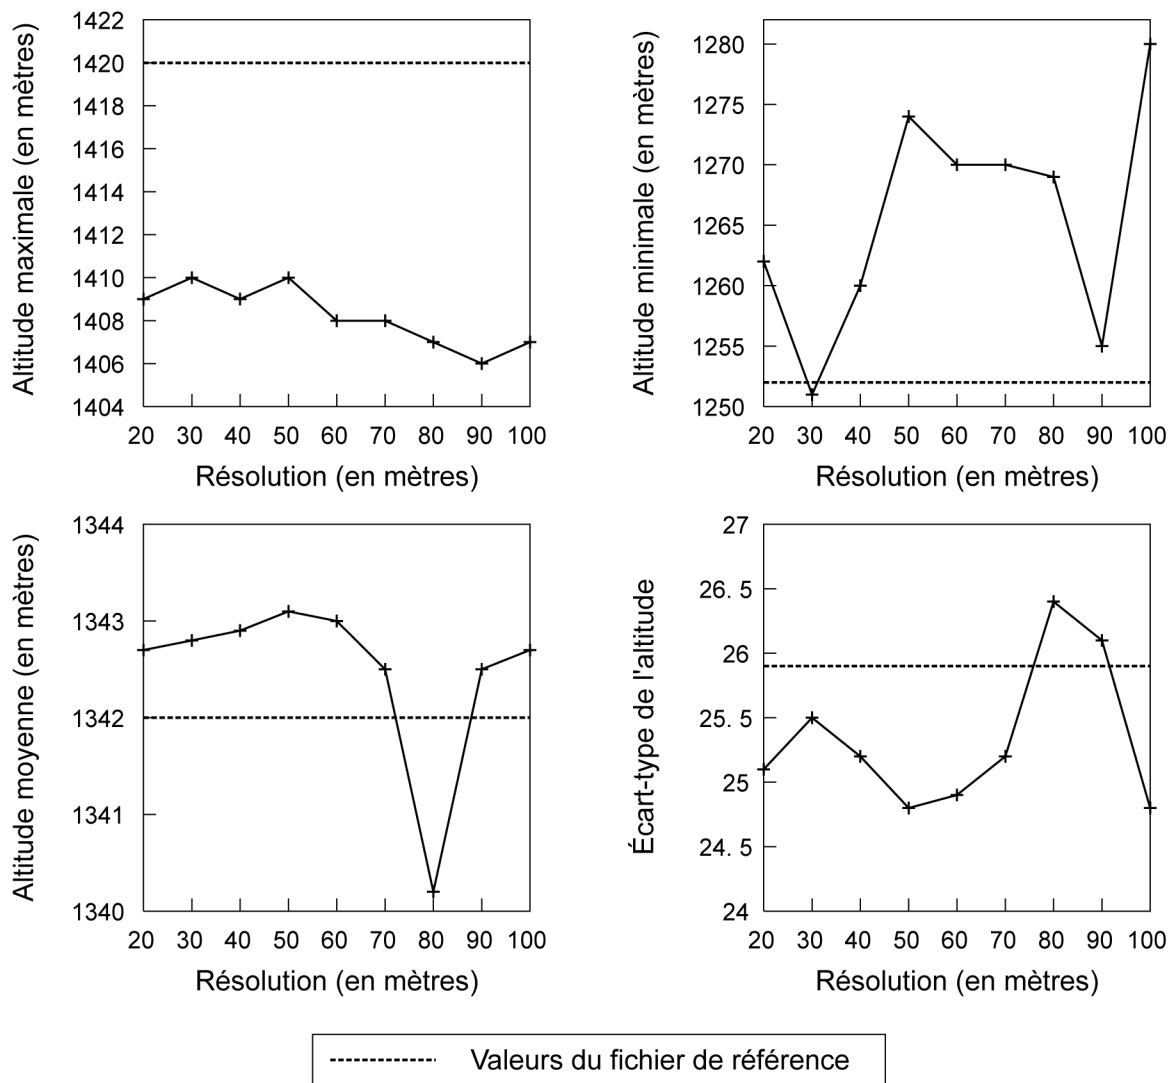 Altitude maximale (en mètres)
1422
1420
1418
1416
1414
1412
1410
1408
1406
1404
20 30 40 50 60 70 80 90 100
Résolution (en mètres)
Altitude minimale (en mètres)
1280
1275
1270
1265
1260
1255
1250
20 30 40 50 60 70 80 90 100
Résolution (en mètres)
Altitude moyenne (en mètres)
1344
1343
1342
1341
1340
20 30 40 50 60 70 80 90 100
Résolution (en mètres)
Écart-type de l'altitude
27
26. 5
26
25. 5
25
24. 5
24
20 30 40 50 60 70 80 90 100
Résolution (en mètres)
Valeurs du fichier de référence